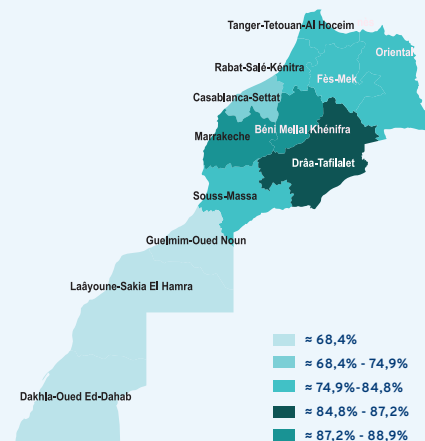 Tanger-Tetouan-Al Hoceim
Oriental
Rabat-Salé-Kénitra
Fès-Mek
Casablanca-Settat
Béni Mellal Khénifra
Marrakeche
Drâa-Tafilalet
Souss-Massa
Guelmim-Oued Noun
Laâyoune-Sakia El Hamra
Dakhla-Oued Ed-Dahab
≈ 68,4%
≈ 68,4% - 74,9%
≈ 74,9%-84,8%
≈ 84,8% - 87,2%
≈ 87,2% - 88,9%